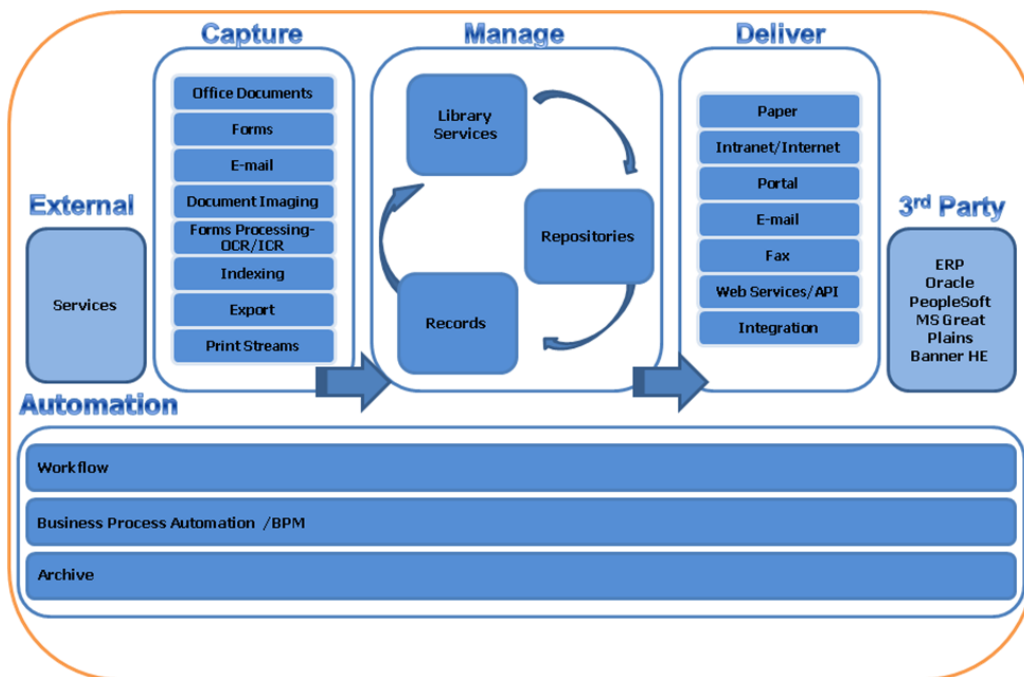 Capture
Office Documents
Forms
E-mail
Document Imaging
Forms Processing-
OCR/ICR
Indexing
Export
Print Streams
Manage
Library
Services
Repositories
Records
Deliver
Paper
Intranet/Internet
Portal
E-mail
Fax
Web Services/API
Integration
External
Services
3rd Party
ERP
Oracle
PeopleSoft
MS Great
Plains
Banner HE
Automation
Workflow
Business Process Automation /BPM
Archive